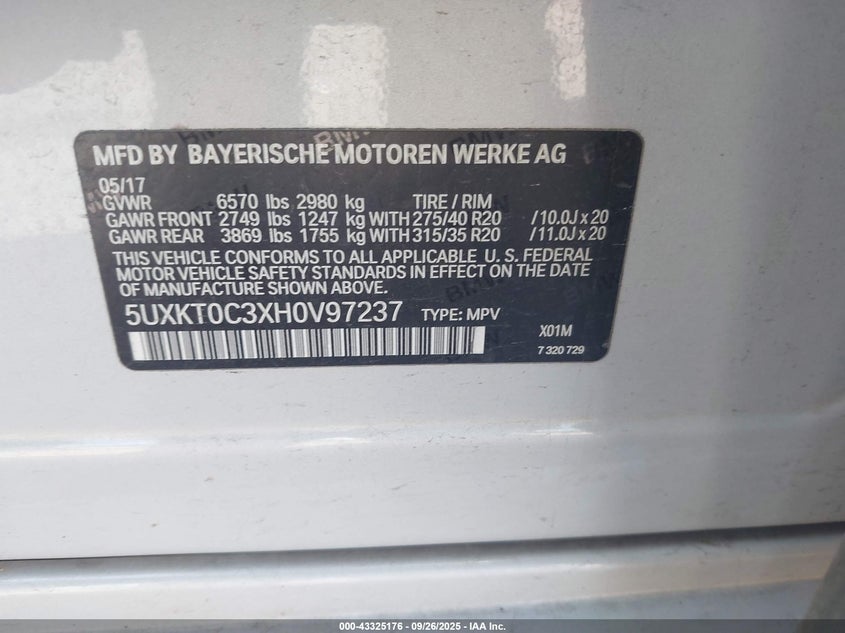 MFD BY BAYERISCHE MOTOREN WERKE AG
05/17
GVWR 6570 lbs 2980 kg TIRE / RIM
GAWR FRONT 2749 lbs 1247 kg WITH 275/40 R20 /10.0J x 20
GAWR REAR 3869 lbs 1755 kg WITH 315/35 R20 /11.0J x 20
THIS VEHICLE CONFORMS TO ALL APPLICABLE U. S. FEDERAL
MOTOR VEHICLE SAFETY STANDARDS IN EFFECT ON THE DATE
OF MANUFACTURE SHOWN ABOVE.
5UXKT0C3XH0V97237 TYPE: MPV
X01M
7 320 729
000-43325176 - 09/26/2025 - IAA Inc.